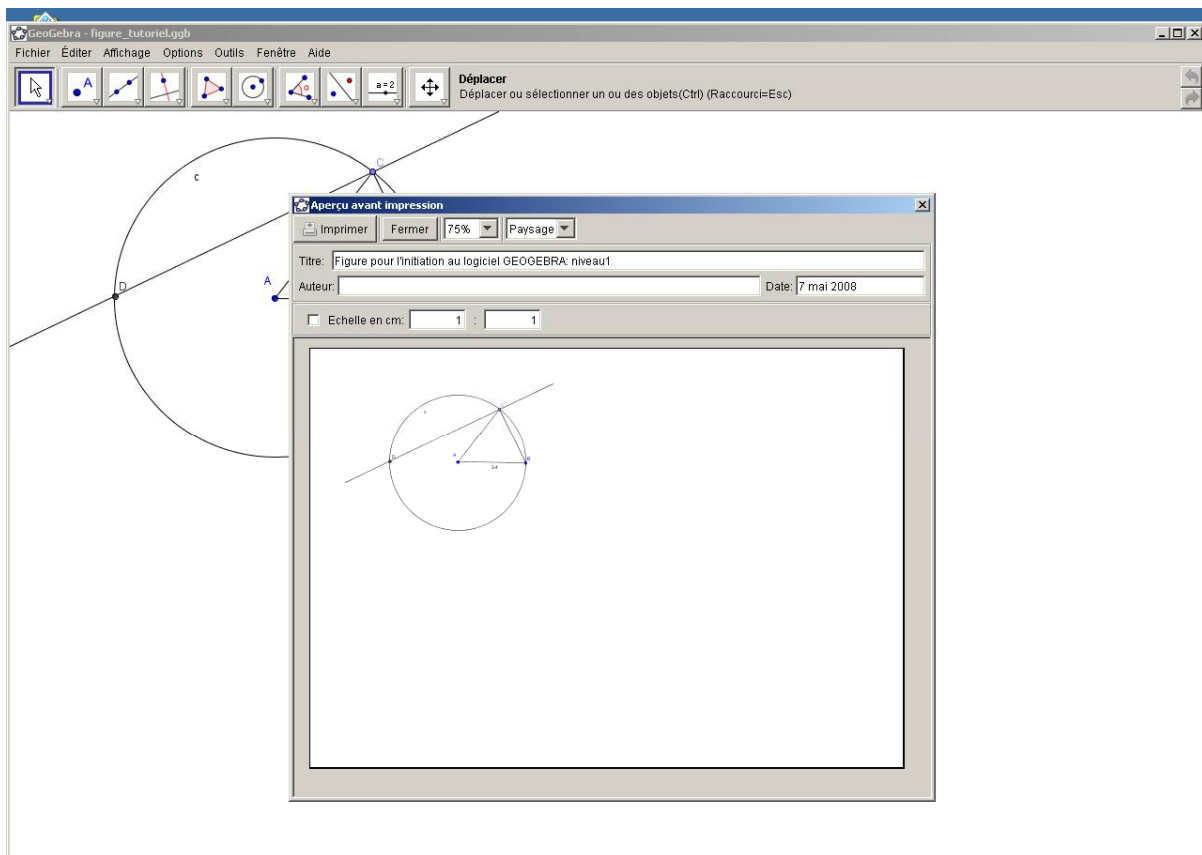 GeoGebra - figure_tutoriel.ggb
Fichier Éditer Affichage Options Outils Fenêtre Aide
A
α
a=2
Déplacer
Déplacer ou sélectionner un ou des objets(Ctrl) (Raccourci=Esc)
C
c
A
D
Aperçu avant impression
Imprimer Fermer 75% Paysage
Titre: Figure pour l'initiation au logiciel GEOGEBRA: niveau1
Auteur: Date: 7 mai 2008
Echelle en cm: 1 : 1
D
A
B